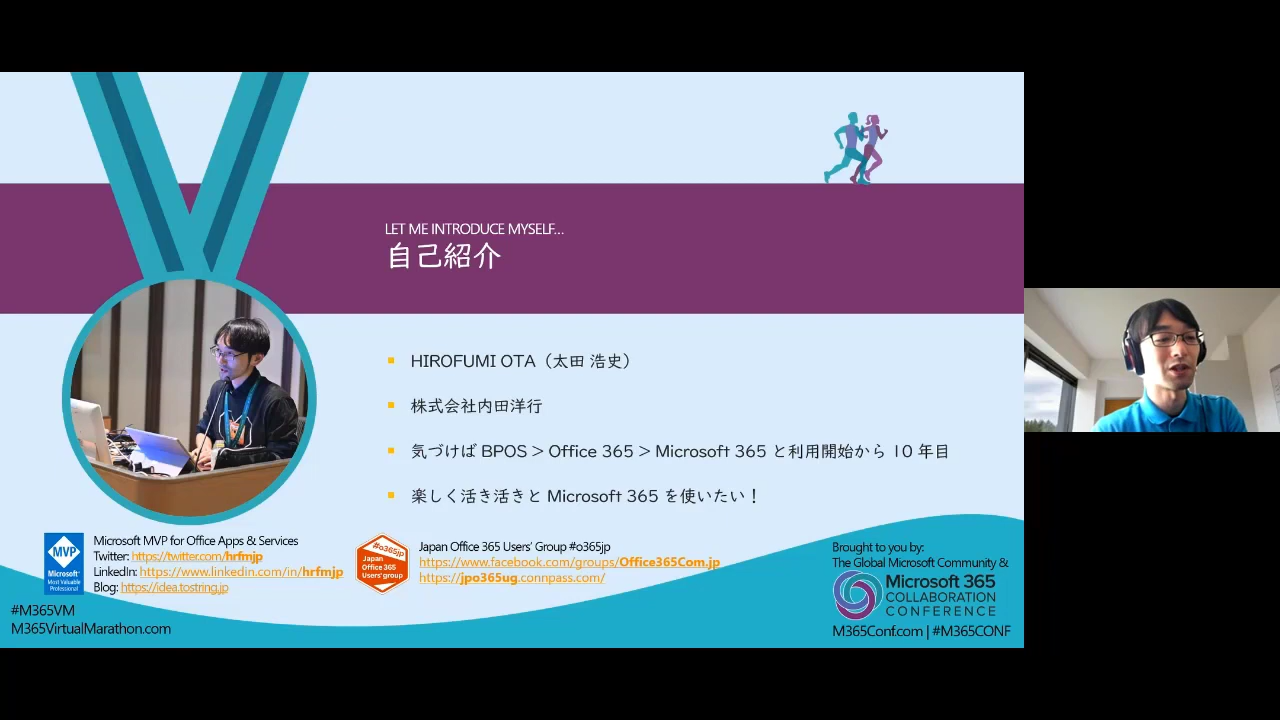 LET ME INTRODUCE MYSELF…
自己紹介
HIROFUMI OTA（太田 浩史）
株式会社内田洋行
気づけば BPOS > Office 365 > Microsoft 365 と利用開始から 10 年目
楽しく活き活きと Microsoft 365 を使いたい！
MVP
Microsoft®
Most Valuable
Professional
Microsoft MVP for Office Apps & Services
Twitter: https://twitter.com/hrfmjp
LinkedIn: https://www.linkedin.com/in/hrfmjp
Blog: https://idea.tostring.jp
#o365jp
Japan
Office 365
Users' group
Japan Office 365 Users' Group #o365jp
https://www.facebook.com/groups/Office365Com.jp
https://jpo365ug.connpass.com/
#M365VM
M365VirtualMarathon.com
Brought to you by:
The Global Microsoft Community &
Microsoft 365
COLLABORATION
CONFERENCE
M365Conf.com | #M365CONF